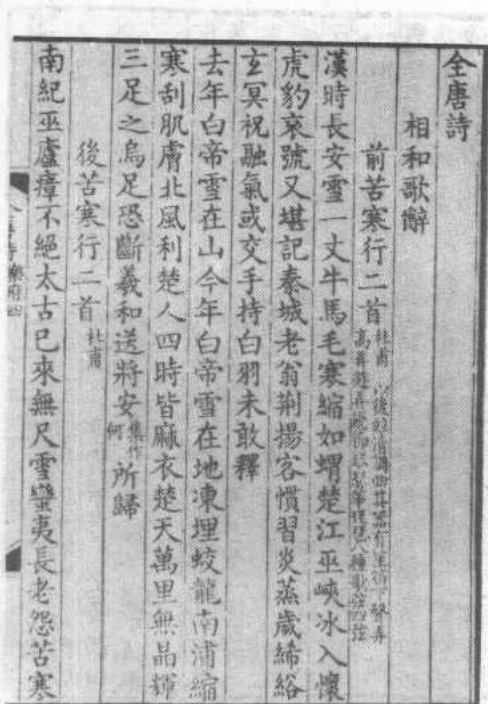 全唐詩
相和歌辭
前苦寒行二首 杜甫
漢時長安雪一丈牛馬毛寒縮如蝟楚江巫峽冰入懷
虎豹哀號又堪記秦城老翁荊揚客慣習炎蒸歲絺綌
玄冥祝融氣或交手持白羽未敢釋
去年白帝雪在山今年白帝雪在地凍埋蛟龍南浦縮
寒刮肌膚北風利楚人四時皆麻衣楚天萬里無晶輝
三足之烏足恐斷羲和送將安集作何所歸
後苦寒行二首 杜甫
南紀巫廬瘴不絕太古已來無尺雪蠻夷長老怨苦寒